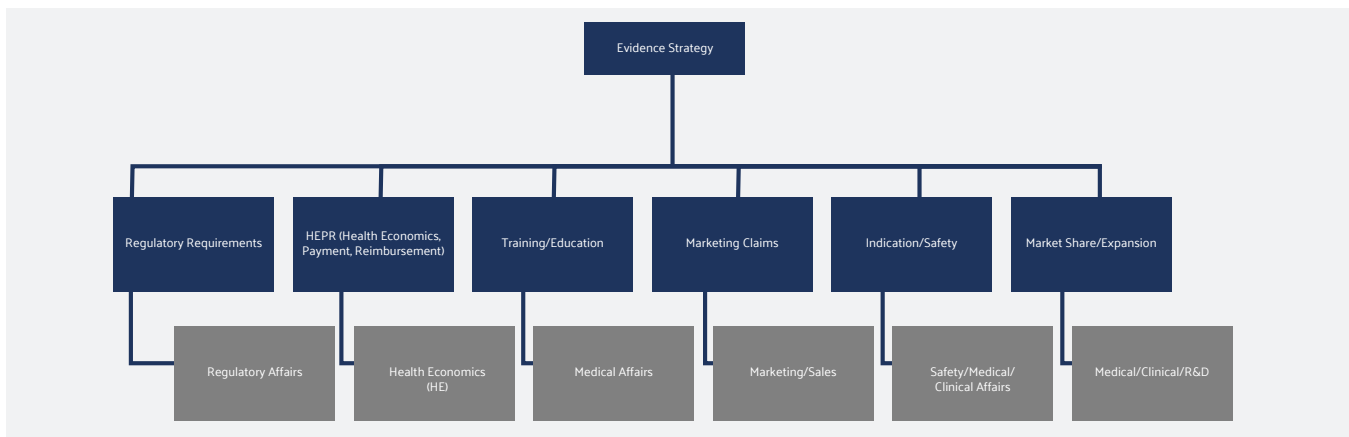 Evidence Strategy
Regulatory Requirements
HEPR (Health Economics,
Payment, Reimbursement)
Training/Education
Marketing Claims
Indication/Safety
Market Share/Expansion
Regulatory Affairs
Health Economics
(HE)
Medical Affairs
Marketing/Sales
Safety/Medical/
Clinical Affairs
Medical/Clinical/R&D